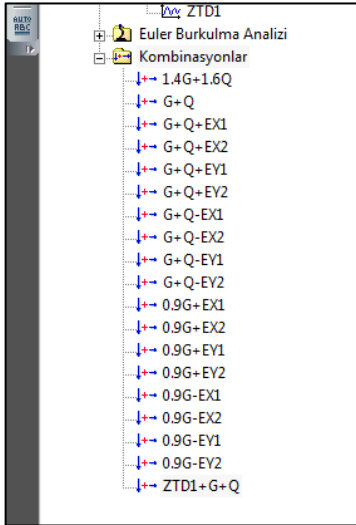 ZTD1
AUTO
ABC
Euler Burkulma Analizi
Kombinasyonlar
1.4G+1.6Q
G+Q
G+Q+EX1
G+Q+EX2
G+Q+EY1
G+Q+EY2
G+Q-EX1
G+Q-EX2
G+Q-EY1
G+Q-EY2
0.9G+EX1
0.9G+EX2
0.9G+EY1
0.9G+EY2
0.9G-EX1
0.9G-EX2
0.9G-EY1
0.9G-EY2
ZTD1+G+Q